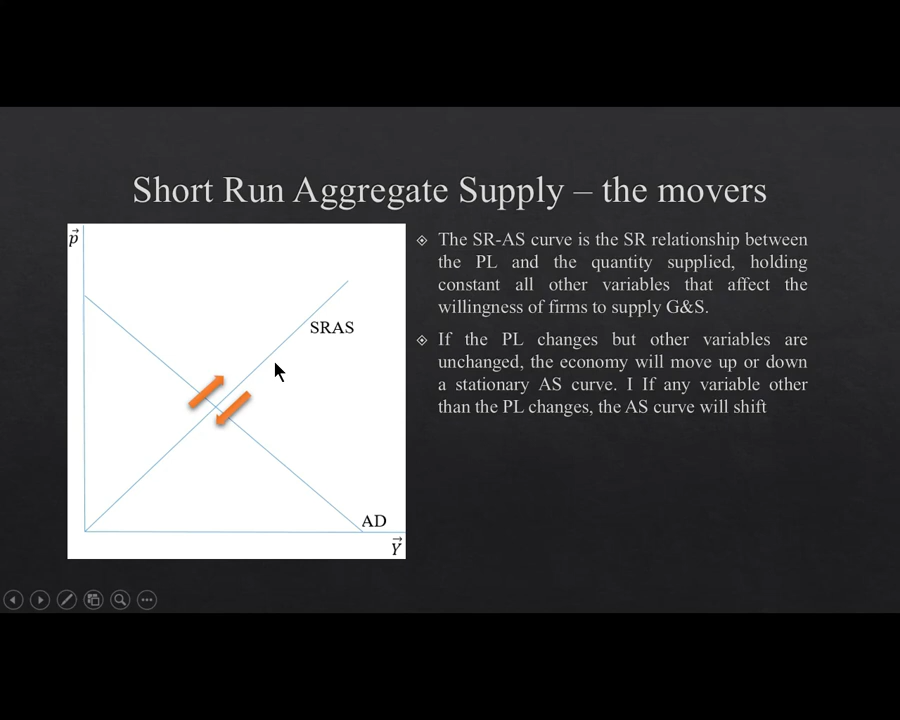 Short Run Aggregate Supply – the movers
p⃗
SRAS
AD
Y⃗
The SR-AS curve is the SR relationship between
the PL and the quantity supplied, holding
constant all other variables that affect the
willingness of firms to supply G&S.
If the PL changes but other variables are
unchanged, the economy will move up or down
a stationary AS curve. I If any variable other
than the PL changes, the AS curve will shift